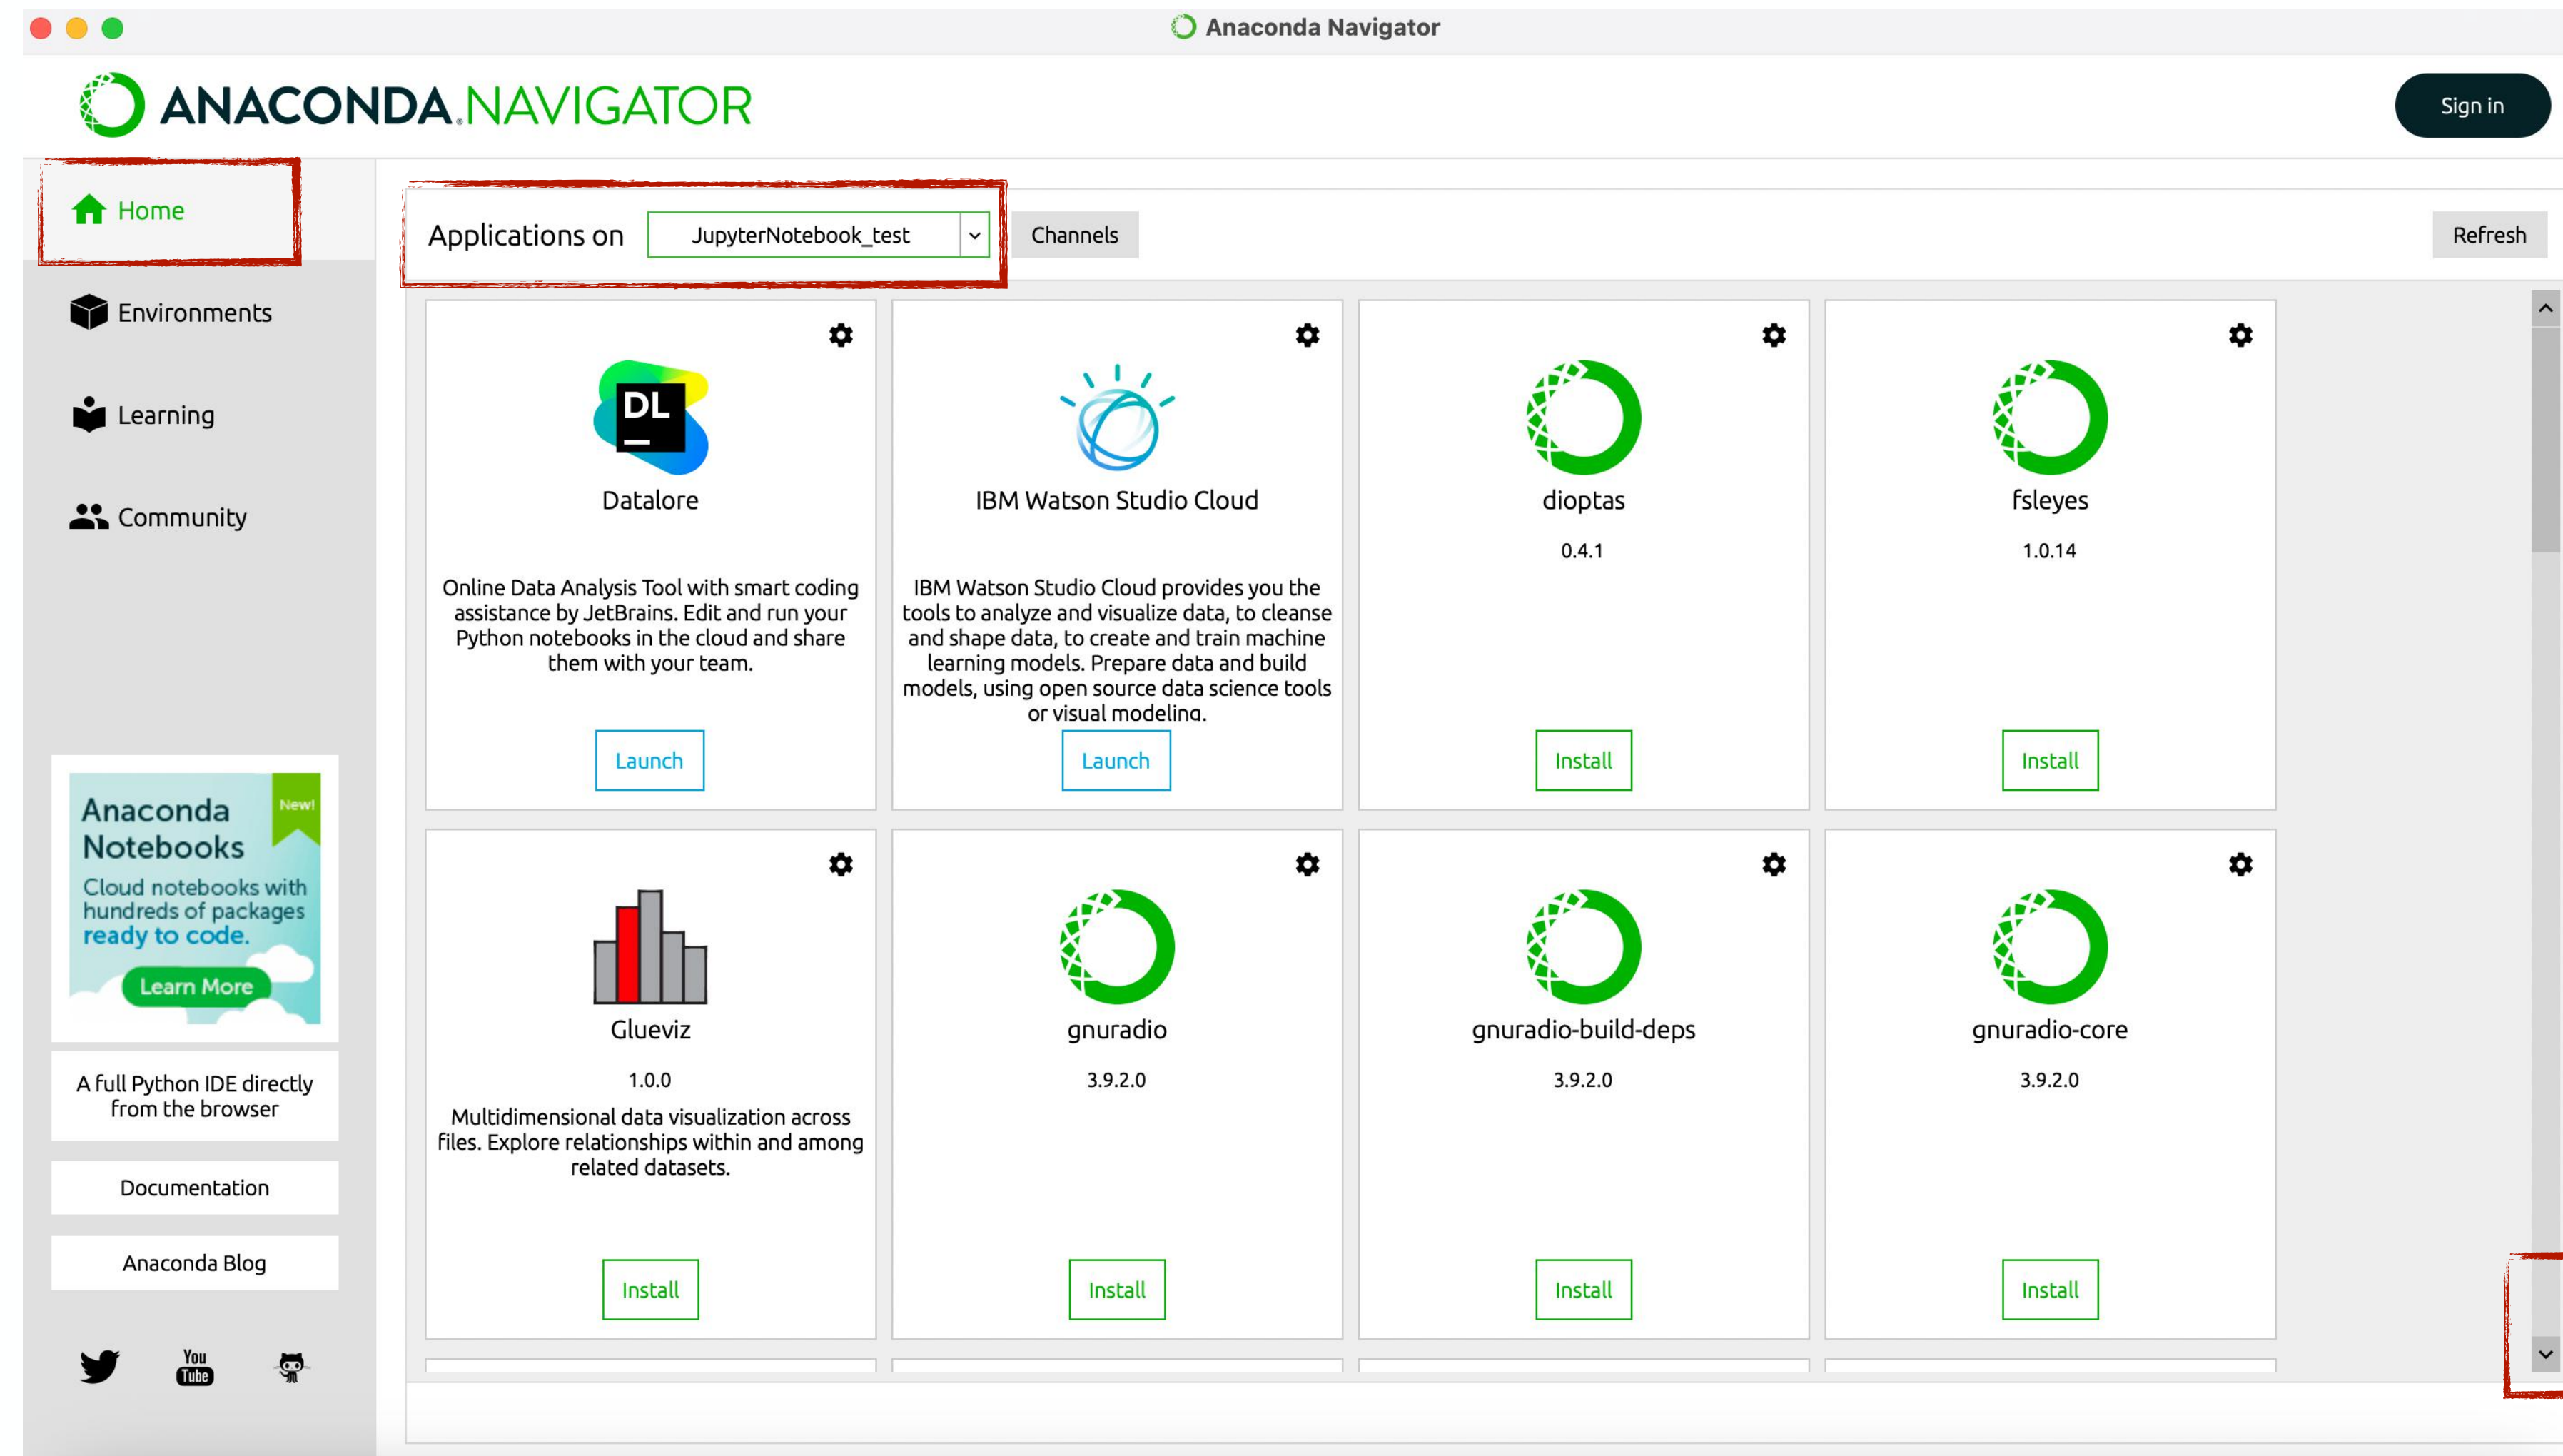 Anaconda Navigator
ANACONDA.NAVIGATOR
Sign in
Home
Applications on
JupyterNotebook_test
Channels
Refresh
Environments
Learning
Community
DL
Datalore
Online Data Analysis Tool with smart coding
assistance by JetBrains. Edit and run your
Python notebooks in the cloud and share
them with your team.
Launch
IBM Watson Studio Cloud
IBM Watson Studio Cloud provides you the
tools to analyze and visualize data, to cleanse
and shape data, to create and train machine
learning models. Prepare data and build
models, using open source data science tools
or visual modeling.
Launch
dioptas
0.4.1
Install
fsleyes
1.0.14
Install
Anaconda
Notebooks
New!
Cloud notebooks with
hundreds of packages
ready to code.
Learn More
A full Python IDE directly
from the browser
Documentation
Anaconda Blog
You
Tube
Glueviz
1.0.0
Multidimensional data visualization across
files. Explore relationships within and among
related datasets.
Install
gnuradio
3.9.2.0
Install
gnuradio-build-deps
3.9.2.0
Install
gnuradio-core
3.9.2.0
Install